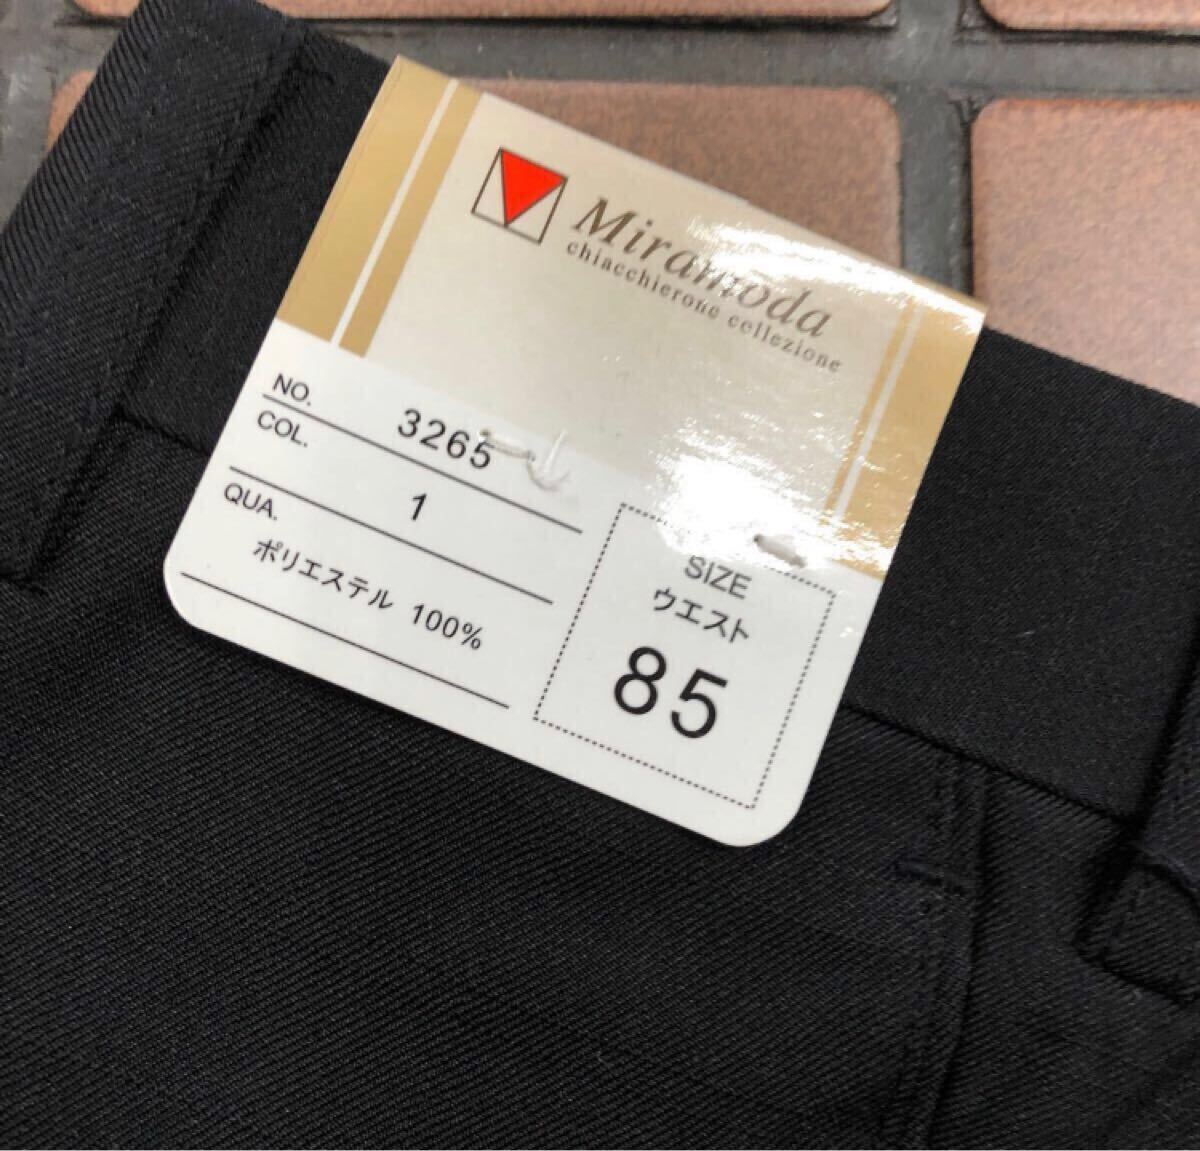 Miramoda
chiacchierone collezione
NO. 3265
COL. 1
QUA.
ポリエステル 100%
SIZE
ウエスト
85